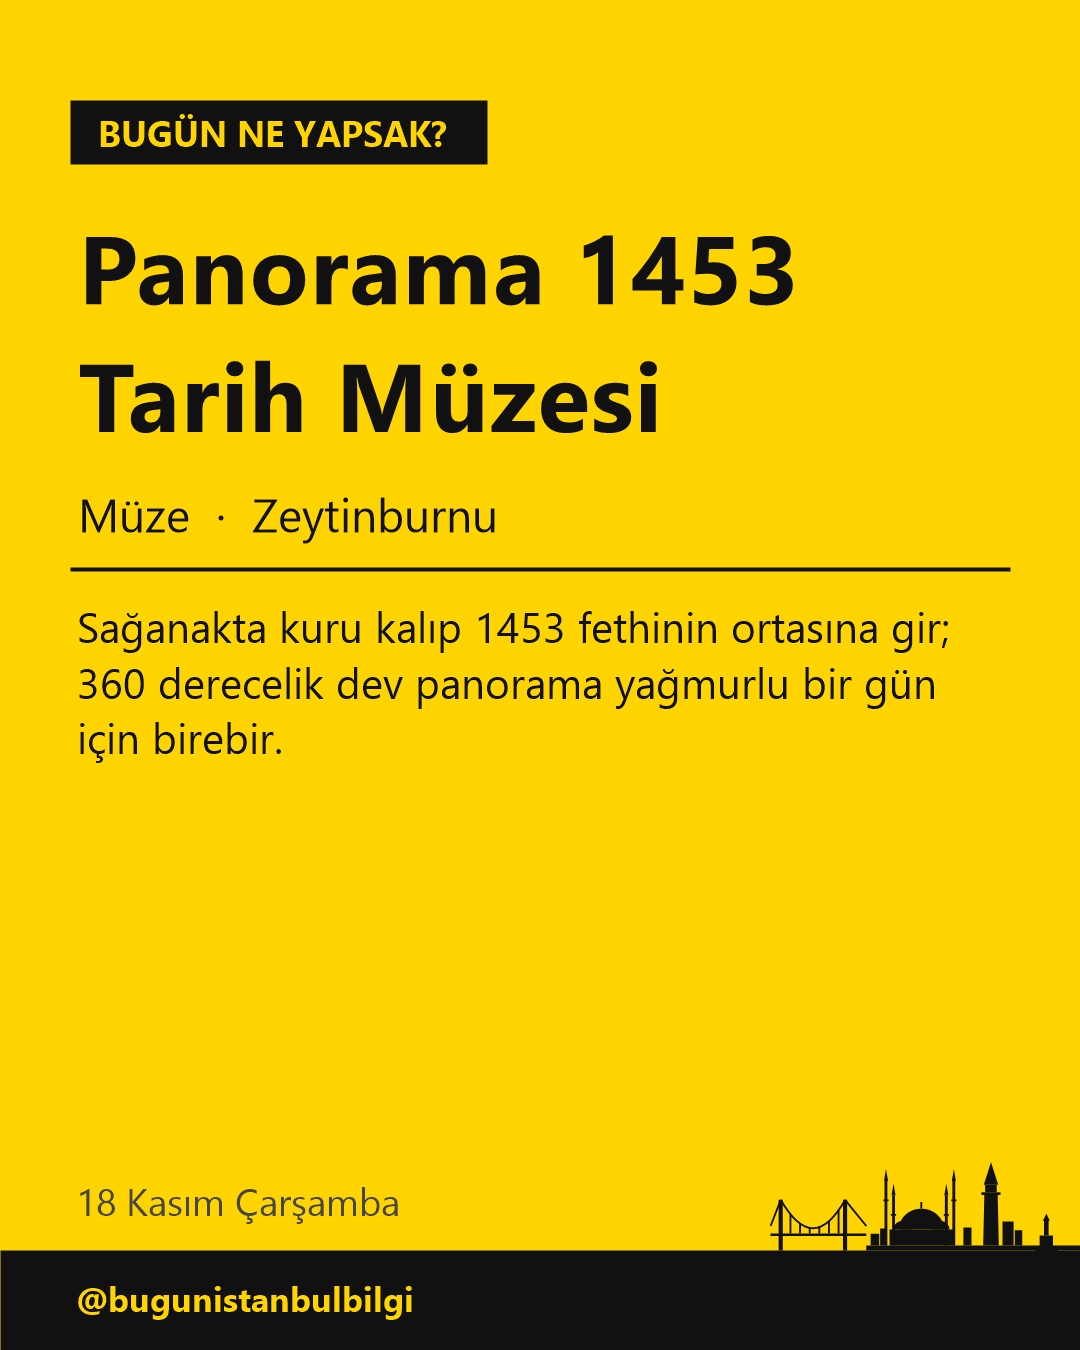 BUGÜN NE YAPSAK?
Panorama 1453
Tarih Müzesi
Müze · Zeytinburnu
Sağanakta kuru kalıp 1453 fethinin ortasına gir;
360 derecelik dev panorama yağmurlu bir gün
için birebir.
18 Kasım Çarşamba
@bugunistanbulbilgi